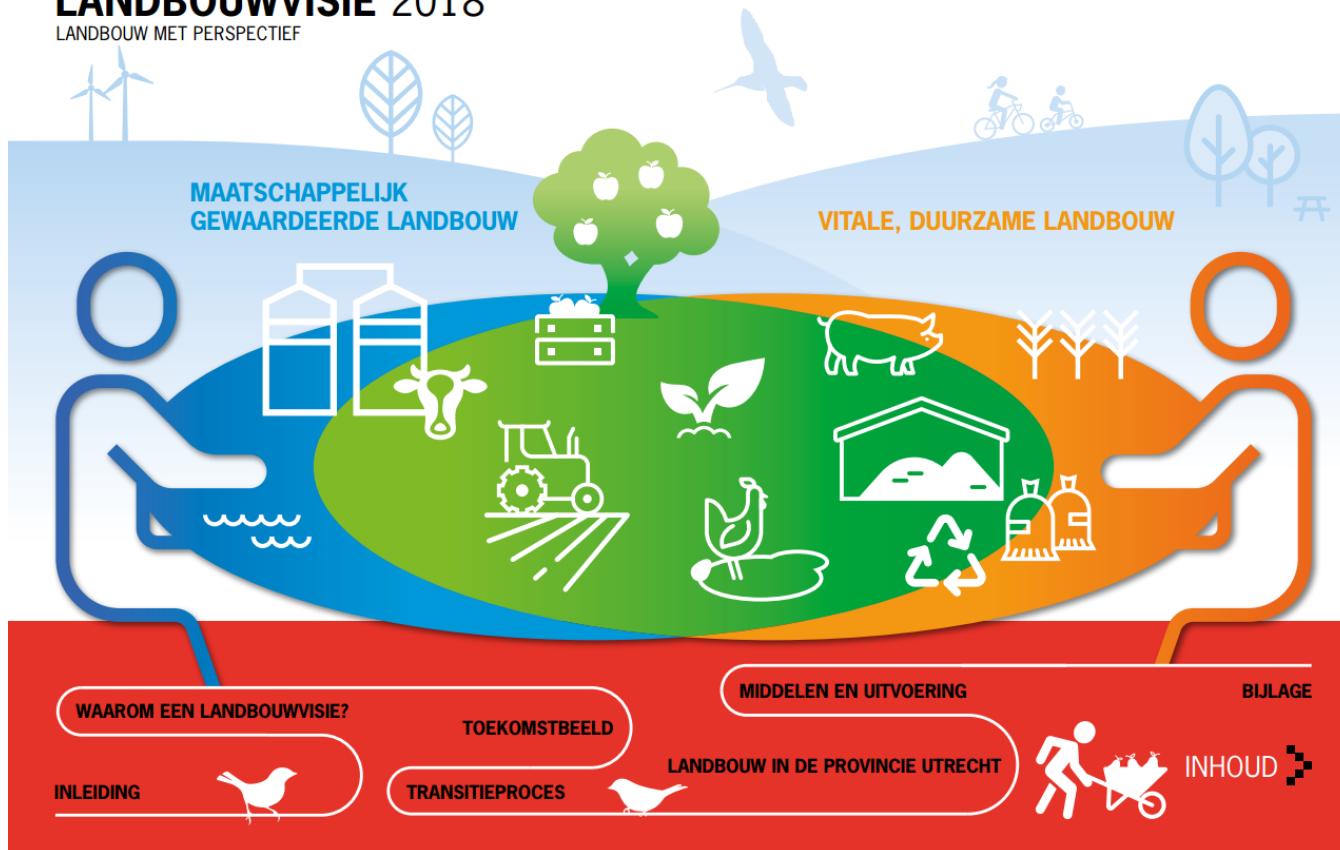 LANDBOUWVISIE 2018
LANDBOUW MET PERSPECTIEF
MAATSCHAPPELIJK
GEWAARDEERDE LANDBOUW
VITALE, DUURZAME LANDBOUW
WAAROM EEN LANDBOUWVISIE?
TOEKOMSTBEELD
INLEIDING
TRANSITIEPROCES
MIDDELEN EN UITVOERING
BIJLAGE
LANDBOUW IN DE PROVINCIE UTRECHT
INHOUD